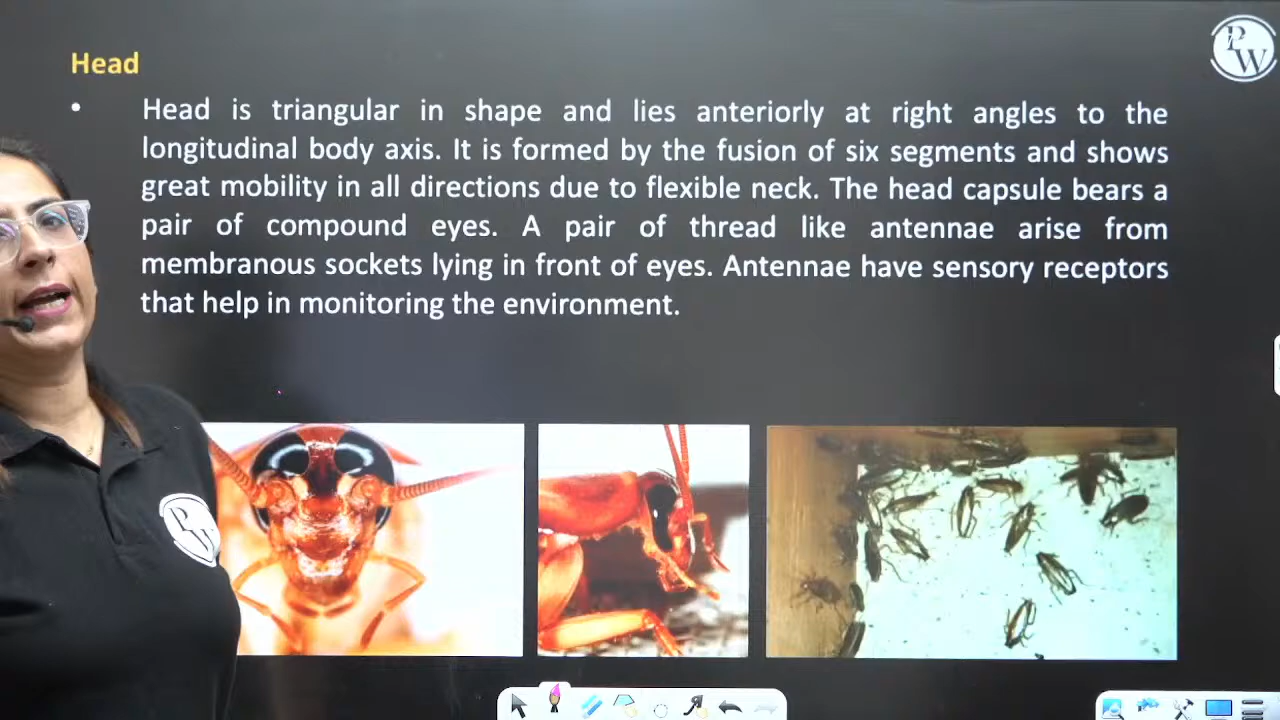 Head
PW
• Head is triangular in shape and lies anteriorly at right angles to the
longitudinal body axis. It is formed by the fusion of six segments and shows
great mobility in all directions due to flexible neck. The head capsule bears a
pair of compound eyes. A pair of thread like antennae arise from
membranous sockets lying in front of eyes. Antennae have sensory receptors
that help in monitoring the environment.
PW